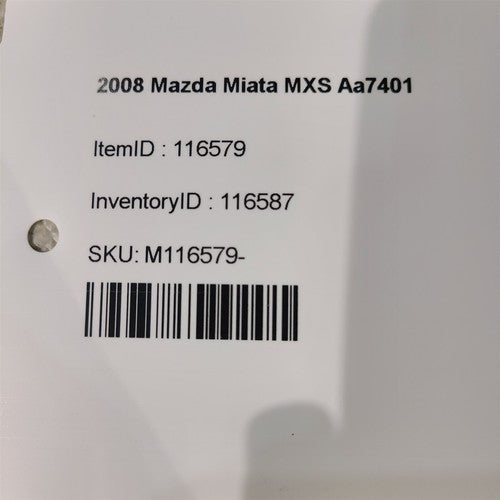 2008 Mazda Miata MXS Aa7401
ItemID : 116579
InventoryID : 116587
SKU: M116579-